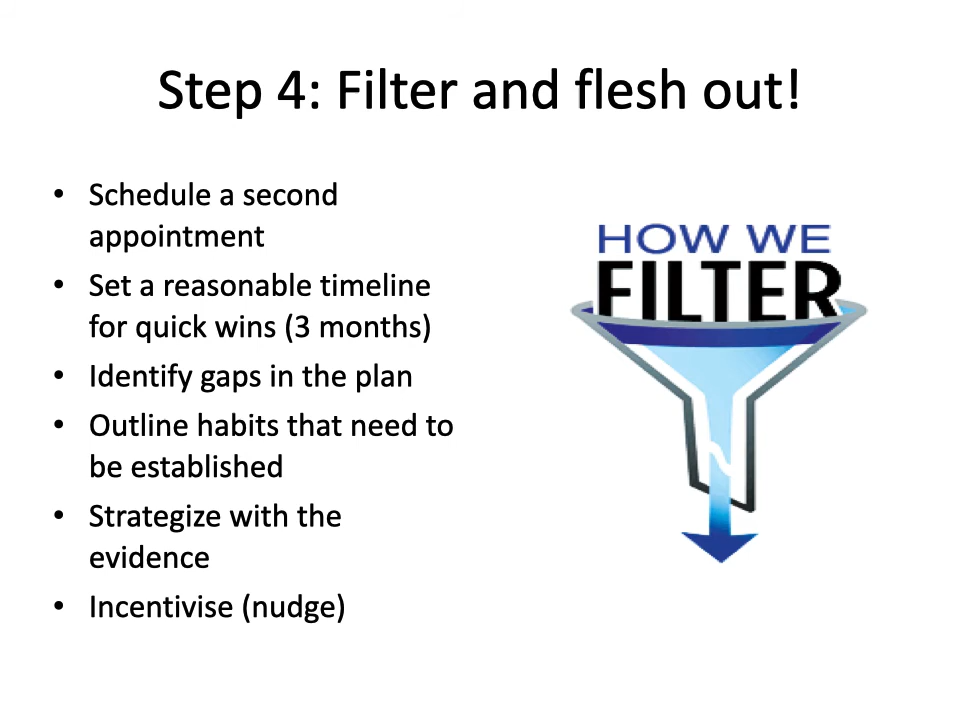 Step 4: Filter and flesh out!
• Schedule a second
appointment
• Set a reasonable timeline
for quick wins (3 months)
• Identify gaps in the plan
• Outline habits that need to
be established
• Strategize with the
evidence
• Incentivise (nudge)
HOW WE
FILTER